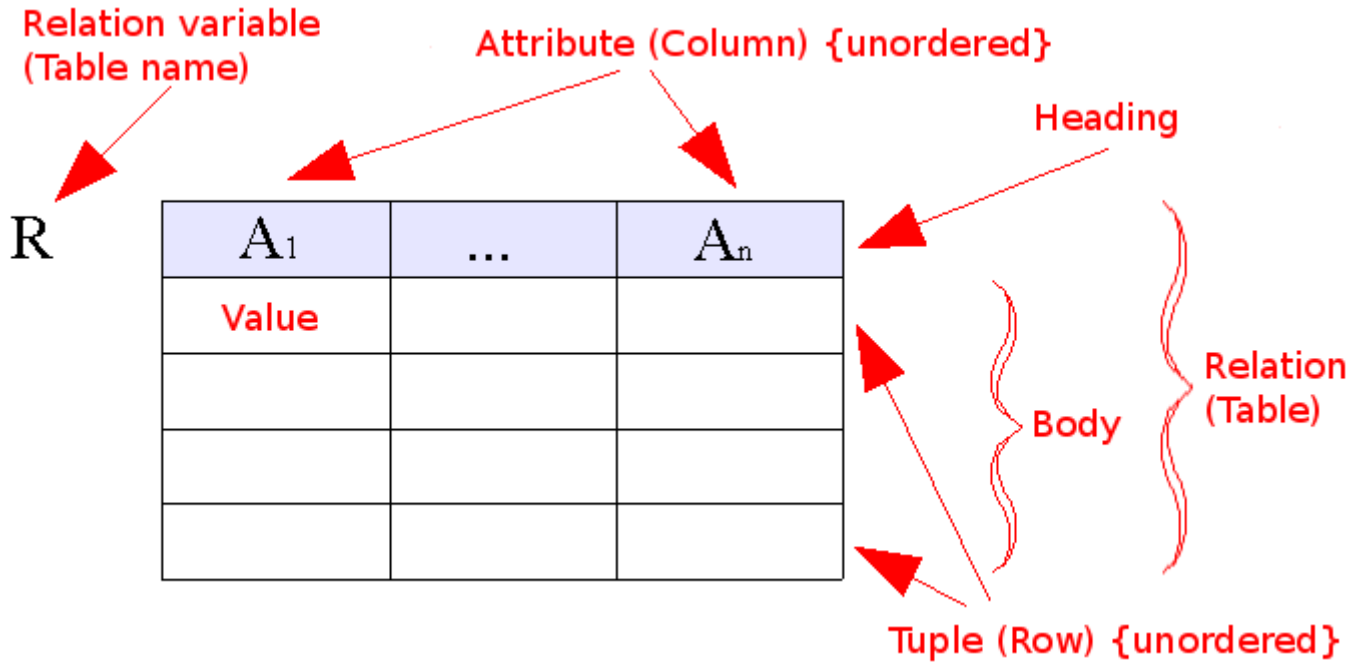 Relation variable
(Table name)
Attribute (Column) {unordered}
Heading
R
A1
...
An
Value
Body
Relation
(Table)
Tuple (Row) {unordered}